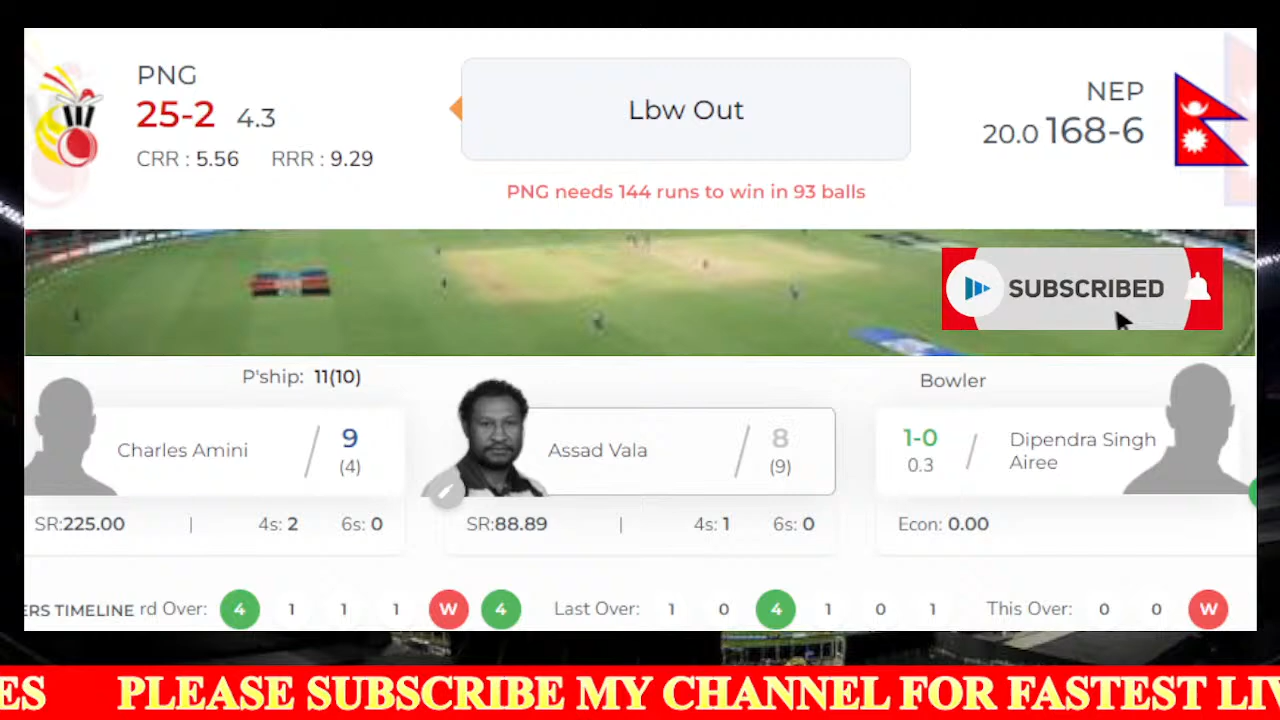 PNG
25-2 4.3
CRR : 5.56 RRR : 9.29
Lbw Out
PNG needs 144 runs to win in 93 balls
NEP
20.0 168-6
SUBSCRIBED
P'ship: 11(10)
Charles Amini / 9
(4)
SR:225.00 | 4s: 2 6s: 0
Assad Vala / 8
(9)
SR:88.89 | 4s: 1 6s: 0
Bowler
1-0 / Dipendra Singh
0.3 Airee
Econ: 0.00
ERS TIMELINE rd Over: 4 1 1 1 W 4 Last Over: 1 0 4 1 0 1 This Over: 0 0 W
ES PLEASE SUBSCRIBE MY CHANNEL FOR FASTEST LIV